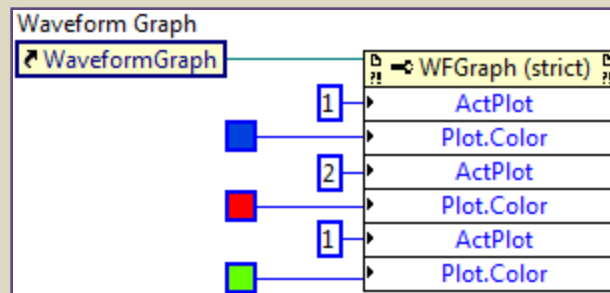 Waveform Graph
WaveformGraph
WFGraph (strict)
1 ActPlot
Plot.Color
2 ActPlot
Plot.Color
1 ActPlot
Plot.Color